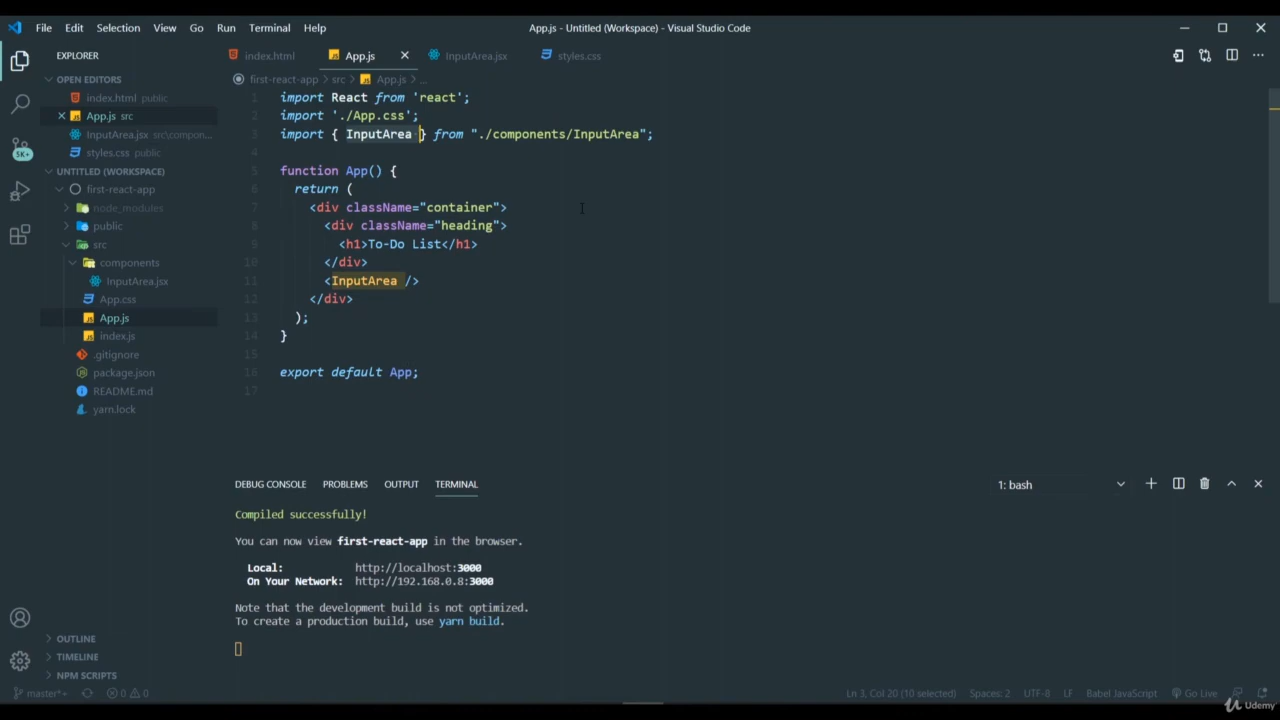 File Edit Selection View Go Run Terminal Help
App.js - Untitled (Workspace) - Visual Studio Code
EXPLORER
OPEN EDITORS
index.html public
App.js src
InputArea.jsx src\compon...
styles.css public
UNTITLED (WORKSPACE)
first-react-app
node_modules
public
src
components
InputArea.jsx
App.css
App.js
index.js
.gitignore
package.json
README.md
yarn.lock
OUTLINE
TIMELINE
NPM SCRIPTS
index.html App.js InputArea.jsx styles.css
first-react-app > src > App.js > ...
1 import React from 'react';
2 import './App.css';
3 import { InputArea } from "./components/InputArea";
4
5 function App() {
6 return (
7 <div className="container">
8 <div className="heading">
9 <h1>To-Do List</h1>
10 </div>
11 <InputArea />
12 </div>
13 );
14 }
15
16 export default App;
17
DEBUG CONSOLE PROBLEMS OUTPUT TERMINAL
1: bash
Compiled successfully!
You can now view first-react-app in the browser.
Local: http://localhost:3000
On Your Network: http://192.168.0.8:3000
Note that the development build is not optimized.
To create a production build, use yarn build.
5K+
master*+ 0 0
Ln 3, Col 20 (10 selected) Spaces: 2 UTF-8 LF Babel JavaScript Go Live
Udemy